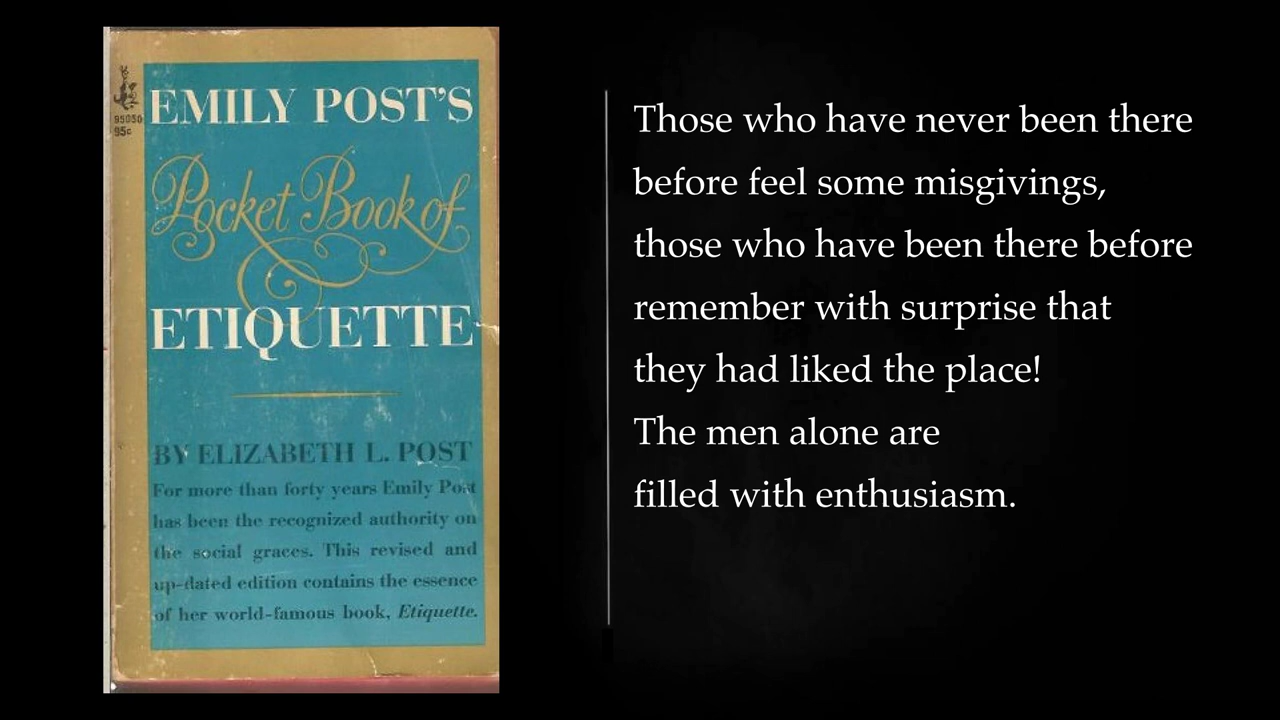 EMILY POST'S
95050
95c
Pocket Book of
ETIQUETTE
BY ELIZABETH L. POST
For more than forty years Emily Post
has been the recognized authority on
the social graces. This revised and
up-dated edition contains the essence
of her world-famous book, Etiquette.
Those who have never been there
before feel some misgivings,
those who have been there before
remember with surprise that
they had liked the place!
The men alone are
filled with enthusiasm.